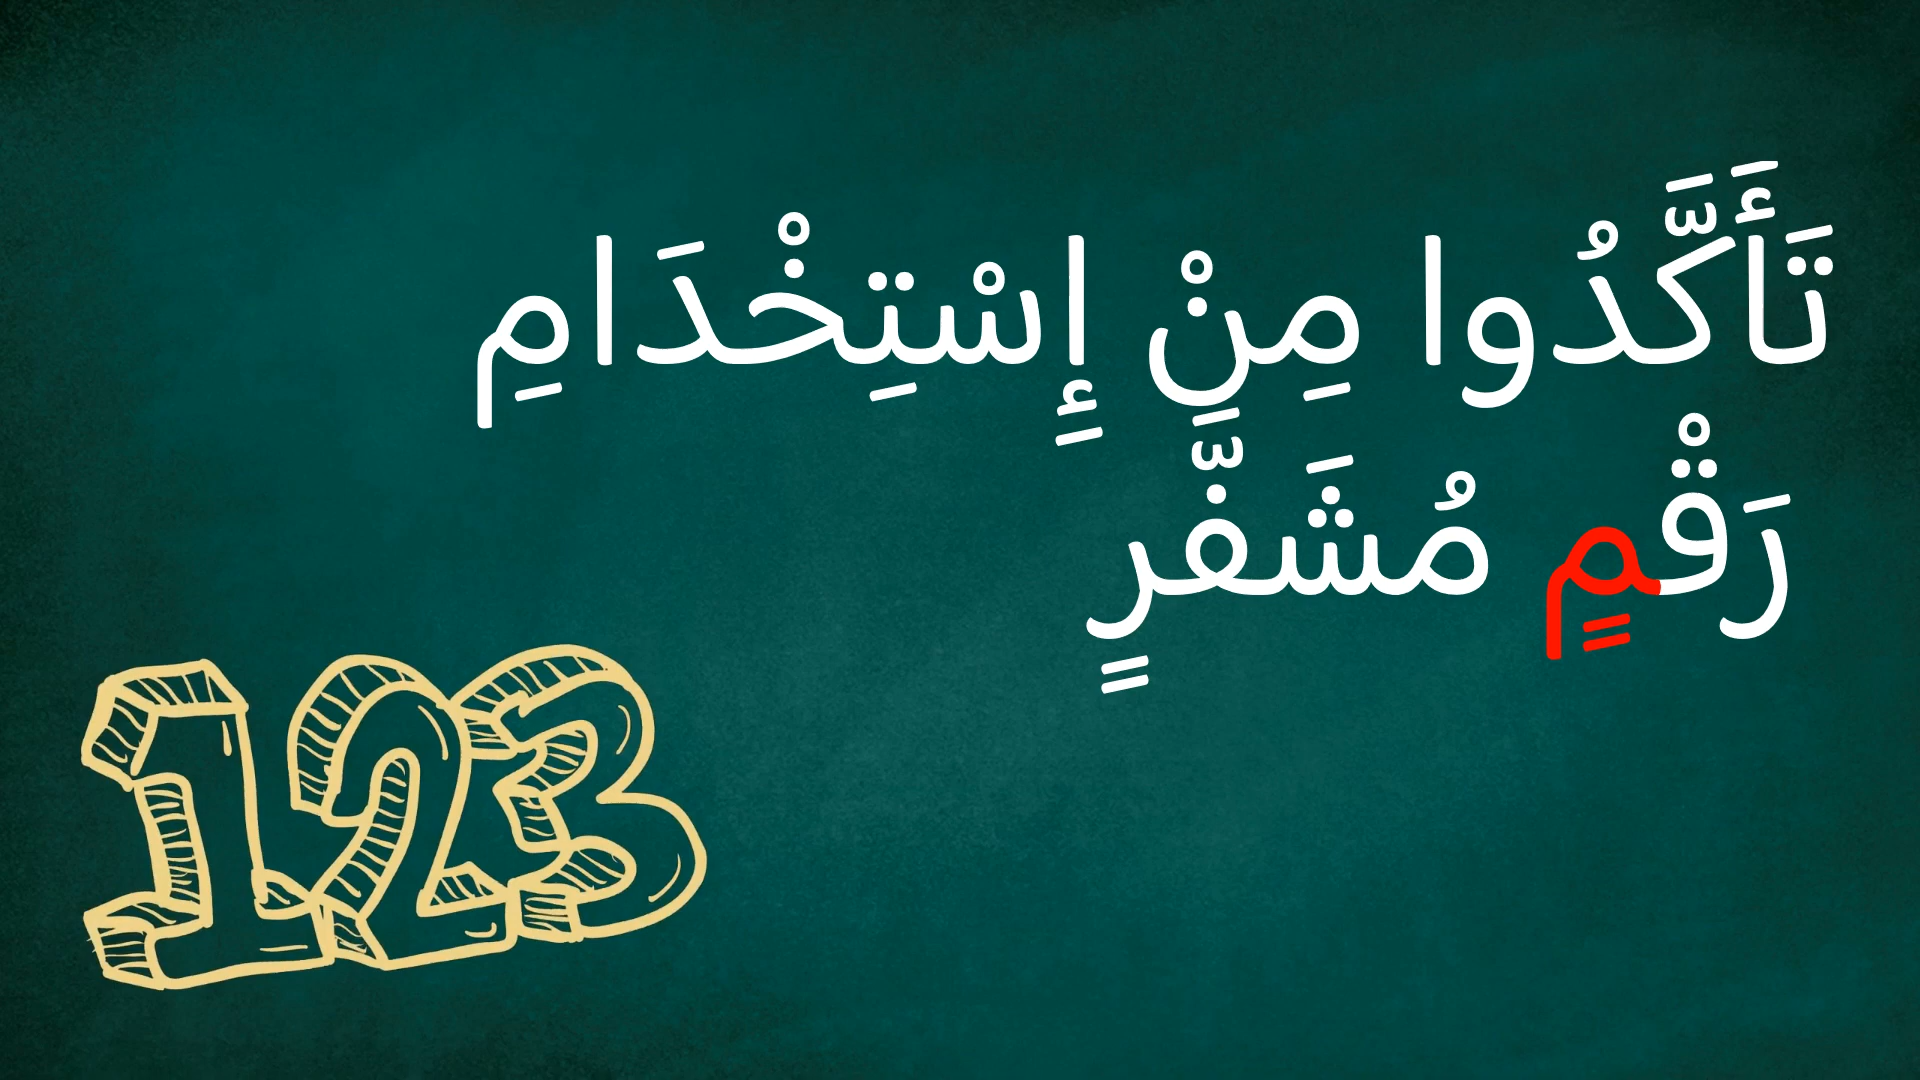 تَأَكَّدُوا مِنْ إِسْتِخْدَامِ
رَقْمٍ مُشَفَّرٍ
123